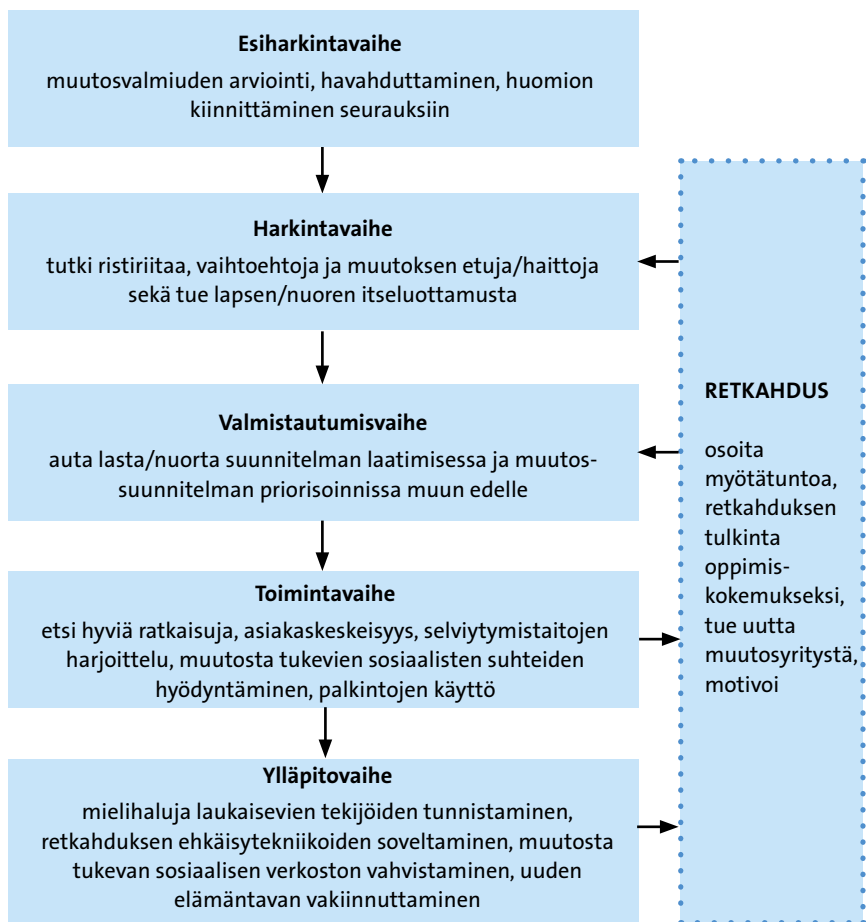 Esiharkintavaihe
muutosvalmiuden arviointi, havahduttaminen, huomion
kiinnittäminen seurauksiin
Harkintavaihe
tutki ristiriitaa, vaihtoehtoja ja muutoksen etuja/haittoja
sekä tue lapsen/nuoren itseluottamusta
Valmistautumisvaihe
auta lasta/nuorta suunnitelman laatimisessa ja muutos-
suunnitelman priorisoinnissa muun edelle
Toimintavaihe
etsi hyviä ratkaisuja, asiakaskeskeisyys, selviytymistaitojen
harjoittelu, muutosta tukevien sosiaalisten suhteiden
hyödyntäminen, palkintojen käyttö
Ylläpitovaihe
mielihaluja laukaisevien tekijöiden tunnistaminen,
retkahduksen ehkäisytekniikoiden soveltaminen, muutosta
tukevan sosiaalisen verkoston vahvistaminen, uuden
elämäntavan vakiinnuttaminen
RETKAHDUS
osoita
myötätuntoa,
retkahduksen
tulkinta
oppimis-
kokemukseksi,
tue uutta
muutosyritystä,
motivoi